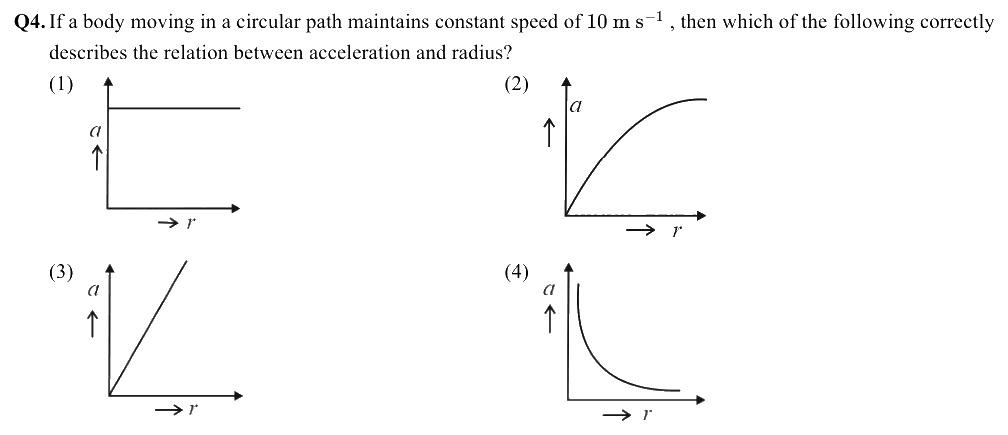 Q4. If a body moving in a circular path maintains constant speed of 10 m s⁻¹ , then which of the following correctly
describes the relation between acceleration and radius?
(1)
a
↑
→ r
(2)
a
↑
→ r
(3)
a
↑
→ r
(4)
a
↑
→ r